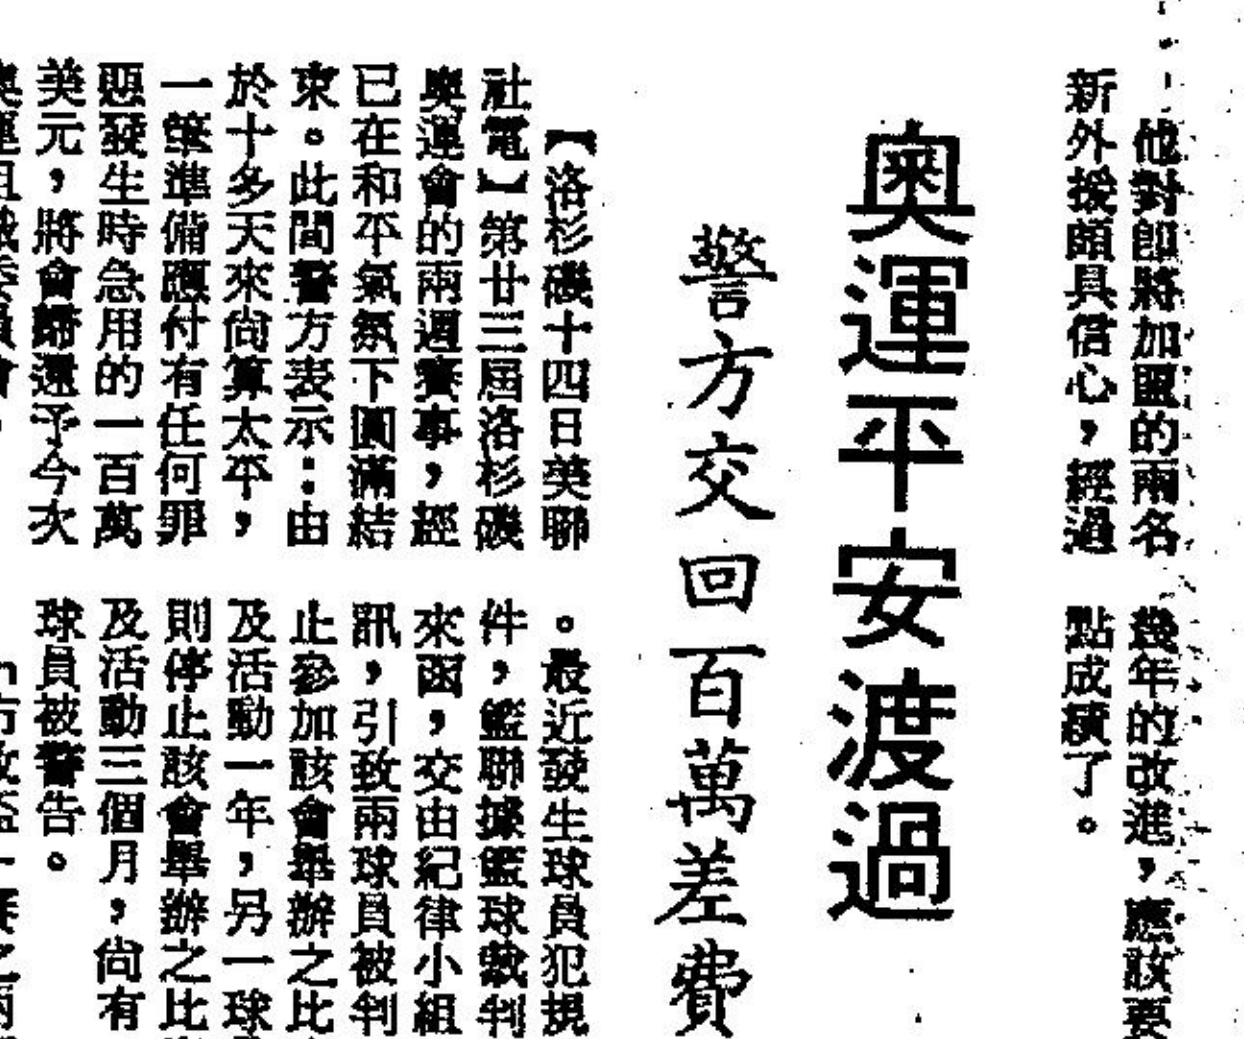 他對即將加盟的兩名
新外援頗具信心，經過
幾年的改進，應該要
點成績了。
奧運平安渡過
警方交回百萬差費
【洛杉磯十四日美聯
社電】第廿三屆洛杉磯
奧運會的兩週賽事，經
已在和平氣氛下圓滿結
束。此間警方表示：由
於十多天來尚算太平，
一筆準備應付有任何罪
惡發生時急用的一百萬
美元，將會歸還予今次
奧運組織委員會。
。最近發生球員犯規
件，籃聯據籃球裁判
來函，交由紀律小組
訊，引致兩球員被判
止參加該會舉辦之比
及活動一年，另一球
則停止該會舉辦之比
及活動三個月，尚有
球員被警告。